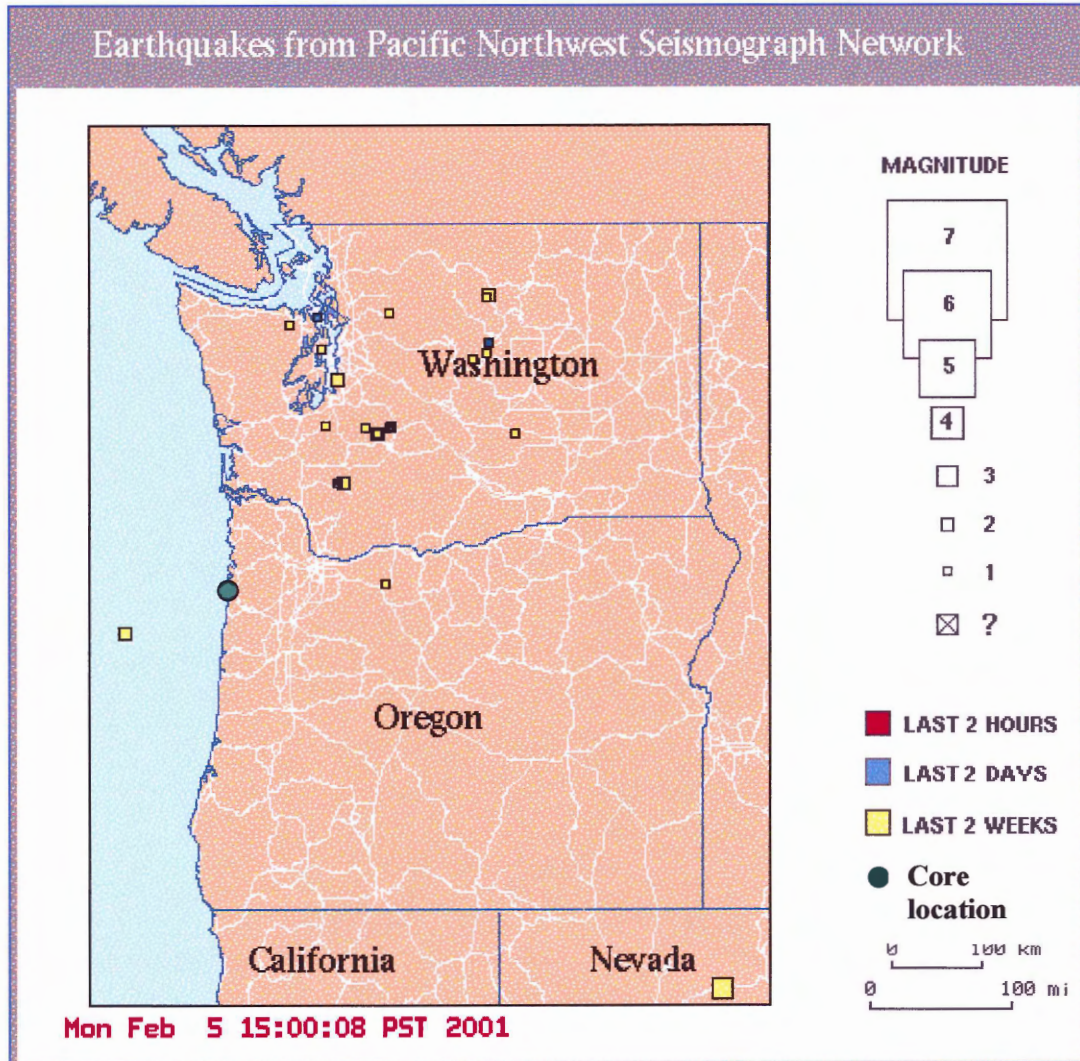 Earthquakes from Pacific Northwest Seismograph Network
MAGNITUDE
7
6
5
4
3
2
1
?
Washington
Oregon
California
Nevada
LAST 2 HOURS
LAST 2 DAYS
LAST 2 WEEKS
Core
location
0 100 km
0 100 mi
Mon Feb 5 15:00:08 PST 2001